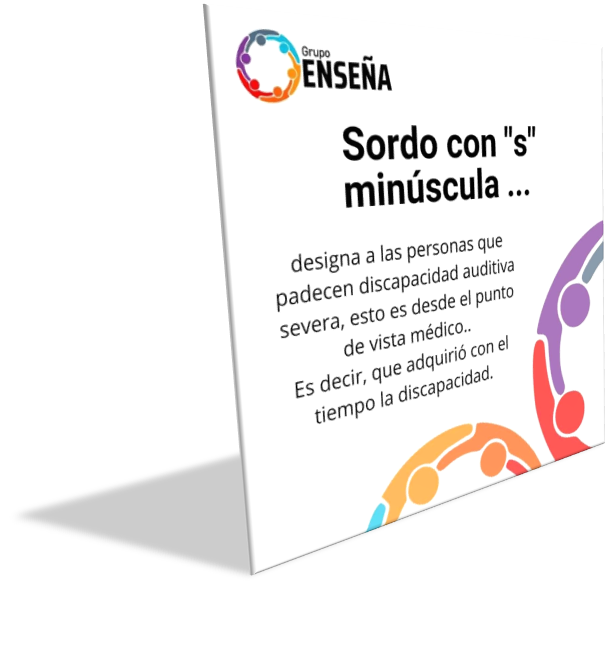 Grupo
ENSEÑA
Sordo con "s"
minúscula ...
designa a las personas que
padecen discapacidad auditiva
severa, esto es desde el punto
de vista médico..
Es decir, que adquirió con el
tiempo la discapacidad.